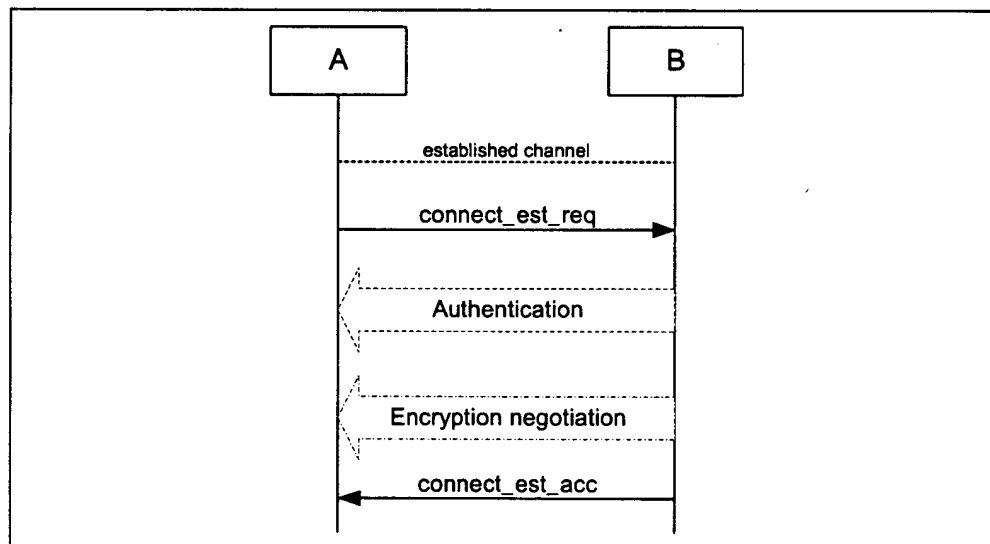 A
B
established channel
connect_est_req
Authentication
Encryption negotiation
connect_est_acc